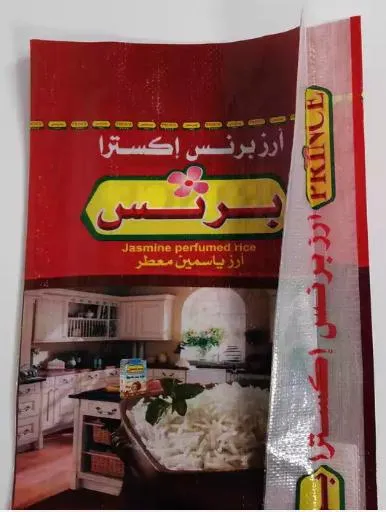 أرز برنس إكسترا
برنس
Jasmine perfumed rice
أرز ياسمين معطر
PRINCE
أرز برنس إكسترا